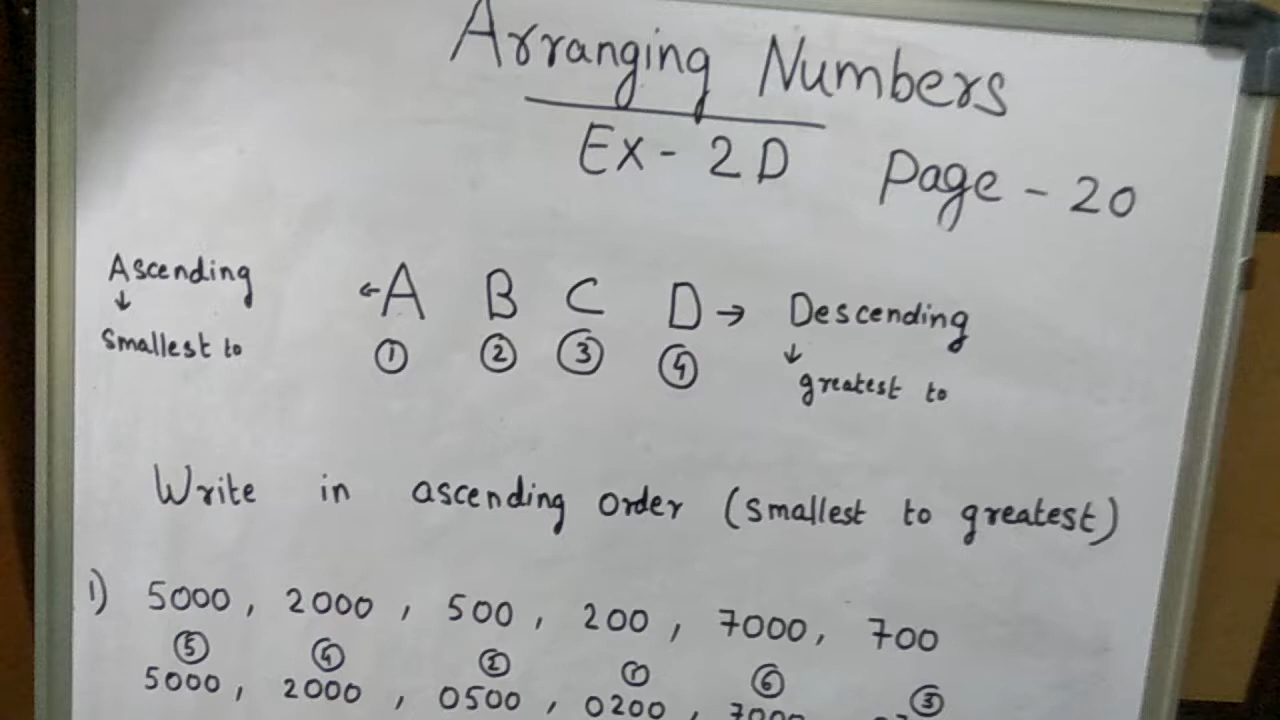 Arranging Numbers
Ex - 2D Page - 20
Ascending ← A B C D → Descending
↓ ① ② ③ ④ ↓
Smallest to greatest to
Write in ascending order (smallest to greatest)
1) 5000, 2000, 500, 200, 7000, 700
⑤ ④ ② ① ⑥ ③
5000, 2000, 0500, 0200, 7000